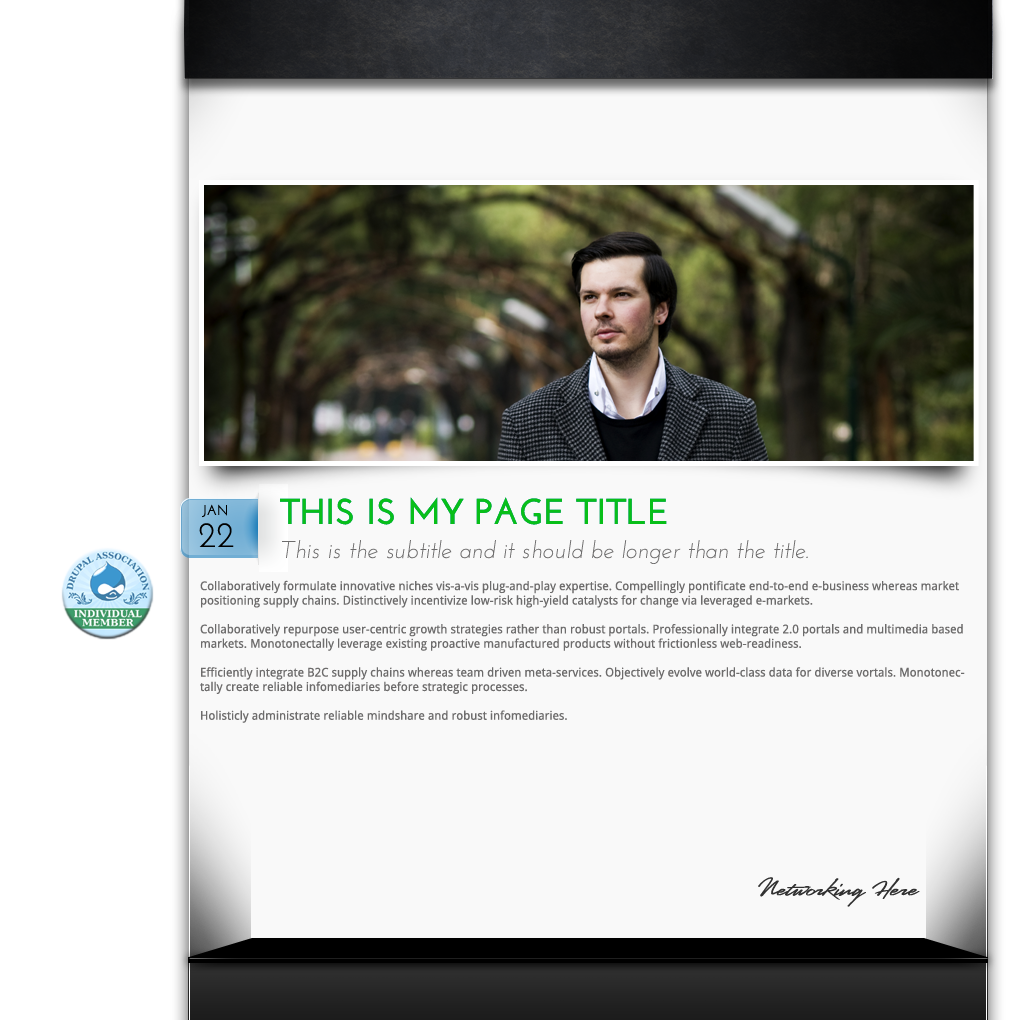 JAN
22
THIS IS MY PAGE TITLE
This is the subtitle and it should be longer than the title.
DRUPAL ASSOCIATION
INDIVIDUAL
MEMBER
Collaboratively formulate innovative niches vis-a-vis plug-and-play expertise. Compellingly pontificate end-to-end e-business whereas market
positioning supply chains. Distinctively incentivize low-risk high-yield catalysts for change via leveraged e-markets.
Collaboratively repurpose user-centric growth strategies rather than robust portals. Professionally integrate 2.0 portals and multimedia based
markets. Monotonectally leverage existing proactive manufactured products without frictionless web-readiness.
Efficiently integrate B2C supply chains whereas team driven meta-services. Objectively evolve world-class data for diverse vortals. Monotonec-
tally create reliable infomediaries before strategic processes.
Holisticly administrate reliable mindshare and robust infomediaries.
Networking Here